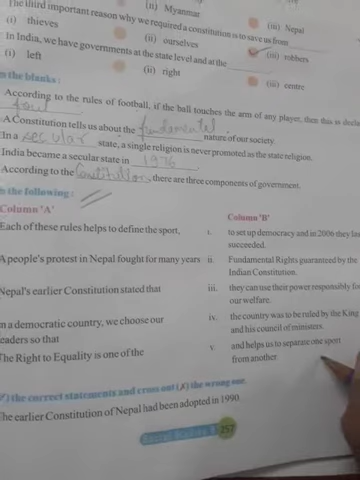 The third important reason why we required a constitution is to save us from
(i) thieves (ii) ourselves (iii) robbers
In India, we have governments at the state level and at the
(i) left (ii) right (iii) centre
n the blanks:
According to the rules of football, if the ball touches the arm of any player, then this is decla
foul
A Constitution tells us about the fundamental nature of our society.
In a secular state, a single religion is never promoted as the state religion.
India became a secular state in 1976
According to the Constitution, there are three components of government.
h the following:
Column 'A' Column 'B'
Each of these rules helps to define the sport, i. to set up democracy and in 2006 they
succeeded.
A people's protest in Nepal fought for many years ii. Fundamental Rights guaranteed by the
Indian Constitution.
Nepal's earlier Constitution stated that iii. they can use their power responsibly fo
our welfare.
n a democratic country, we choose our iv. the country was to be ruled by the King
eaders so that and his council of ministers.
The Right to Equality is one of the v. and helps us to separate one sport
from another.
the correct statements and cross out (✗) the wrong one.
The earlier Constitution of Nepal had been adopted in 1990.
157